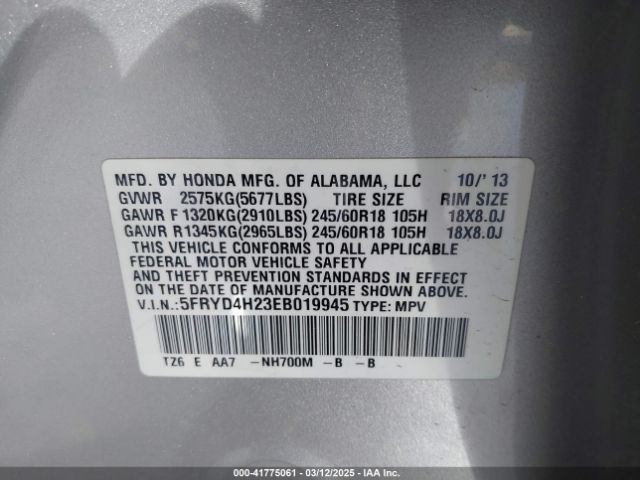 MFD. BY HONDA MFG. OF ALABAMA, LLC 10/'13
GVWR 2575KG(5677LBS) TIRE SIZE RIM SIZE
GAWR F 1320KG(2910LBS) 245/60R18 105H 18X8.0J
GAWR R 1345KG(2965LBS) 245/60R18 105H 18X8.0J
THIS VEHICLE CONFORMS TO ALL APPLICABLE
FEDERAL MOTOR VEHICLE SAFETY
AND THEFT PREVENTION STANDARDS IN EFFECT
ON THE DATE OF MANUFACTURE SHOWN ABOVE.
V.I.N.: 5FRYD4H23EB019945 TYPE: MPV
TZ6 E AA7 -NH700M -B -B
000-41775061 - 03/12/2025 - IAA Inc.